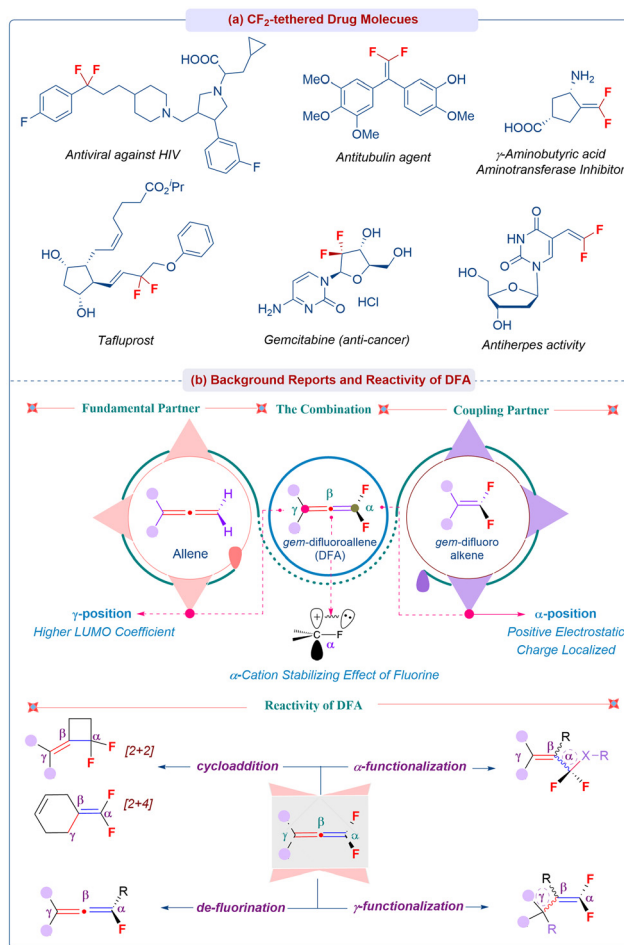 (a) CF₂-tethered Drug Molecues
F
F
F
HOOC
N
N
F
Antiviral against HIV
F
F
MeO
MeO
OMe
OH
OMe
Antitubulin agent
NH₂
F
F
HOOC
γ-Aminobutyric acid
Aminotransferase Inhibitor
CO₂ⁱPr
HO
OH
O
F
F
Tafluprost
F
F
OH
O
OH
N
N
H₂N
O
HCl
Gemcitabine (anti-cancer)
O
HN
O
N
F
F
HO
O
OH
Antiherpes activity
(b) Background Reports and Reactivity of DFA
Fundamental Partner
The Combination
Coupling Partner
H
H
Allene
γ
β
α
F
F
gem-difluoroallene
(DFA)
F
F
gem-difluoro
alkene
γ-position
Higher LUMO Coefficient
+
C
F
α
α-Cation Stabilizing Effect of Fluorine
α-position
Positive Electrostatic
Charge Localized
Reactivity of DFA
β
γ
α
F
F
[2+2]
cycloaddition
α-functionalization
R
β
γ
α
X
R
F
F
β
γ
α
F
F
[2+4]
γ
β
α
F
F
R
β
γ
α
F
de-fluorination
γ-functionalization
R
γ
β
α
F
F
R